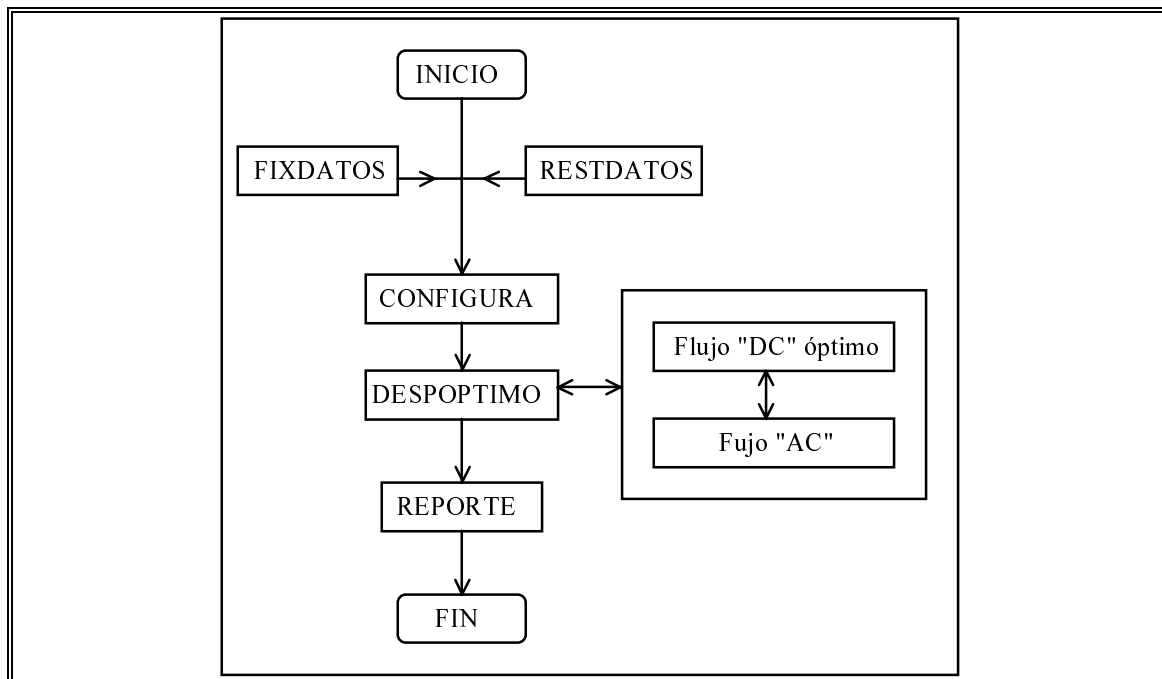 INICIO
FIXDATOS
RESTDATOS
CONFIGURA
Flujo "DC" óptimo
DESPOPTIMO
Fujo "AC"
REPORTE
FIN